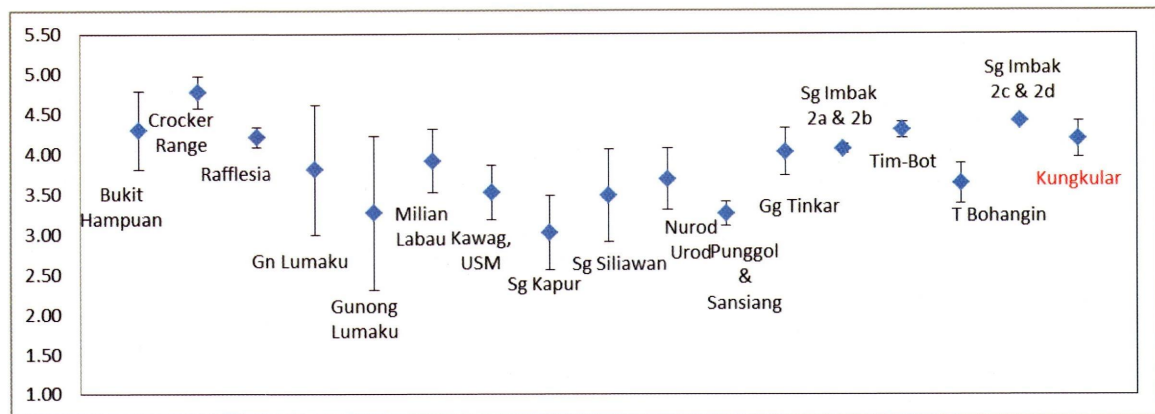 5.50
5.00
4.50
4.00
3.50
3.00
2.50
2.00
1.50
1.00
Bukit
Hampuan
Crocker
Range
Rafflesia
Gn Lumaku
Gunong
Lumaku
Milian
Labau
Kawag,
USM
Sg Kapur
Sg Siliawan
Nurod
Urod
Punggol
&
Sansiang
Gg Tinkar
Sg Imbak
2a & 2b
Tim-Bot
T Bohangin
Sg Imbak
2c & 2d
Kungkular